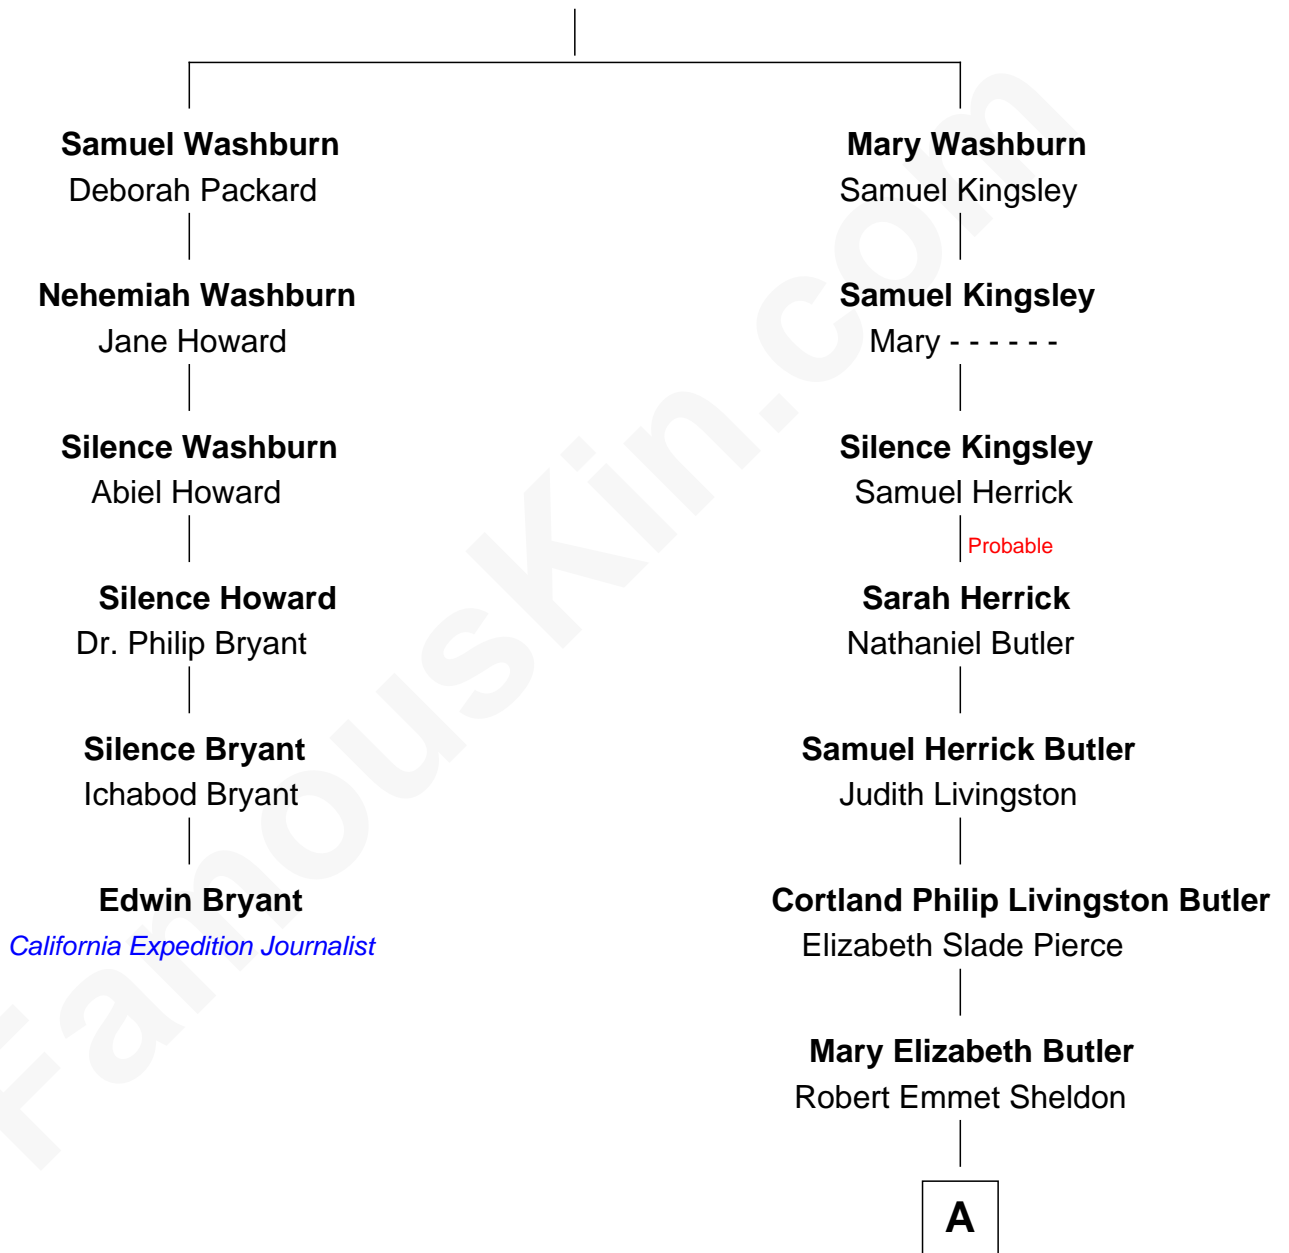 Samuel Washburn
Deborah Packard
Nehemiah Washburn
Jane Howard
Silence Washburn
Abiel Howard
Silence Howard
Dr. Philip Bryant
Silence Bryant
Ichabod Bryant
Edwin Bryant
California Expedition Journalist
Mary Washburn
Samuel Kingsley
Samuel Kingsley
Mary - - - - - -
Silence Kingsley
Samuel Herrick
Probable
Sarah Herrick
Nathaniel Butler
Samuel Herrick Butler
Judith Livingston
Cortland Philip Livingston Butler
Elizabeth Slade Pierce
Mary Elizabeth Butler
Robert Emmet Sheldon
A
FamousKin.com